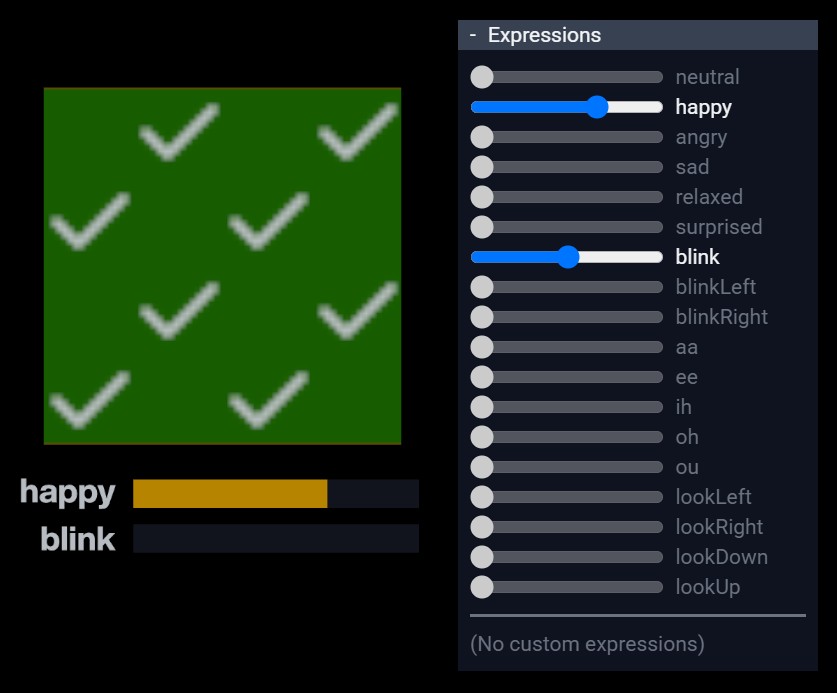 happy
blink
- Expressions
neutral
happy
angry
sad
relaxed
surprised
blink
blinkLeft
blinkRight
aa
ee
ih
oh
ou
lookLeft
lookRight
lookDown
lookUp
(No custom expressions)